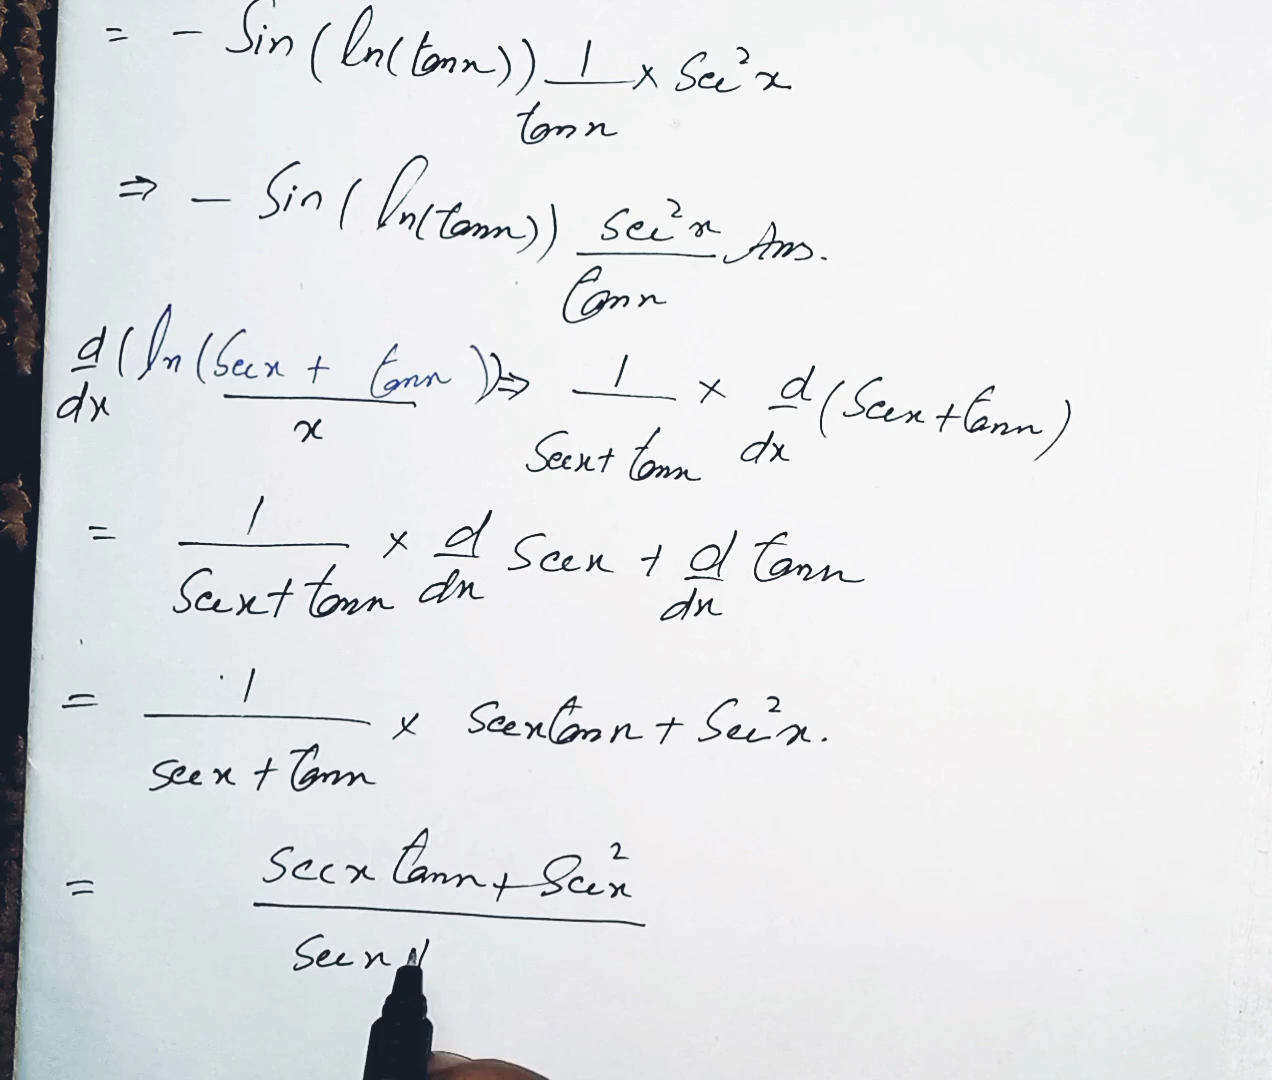 = - Sin (ln(tanx)) 1/tanx × Sec²x
⇒ - Sin (ln(tanx)) sec²x/tanx Ans.
d/dx (ln (Secx + tanx / x)) ⇒ 1/(Secx + tanx) × d/dx (Secx + tanx)
= 1/(Secx + tanx) × d/dx Secx + d/dx tanx
= 1/(secx + tanx) × Secxtanx + Sec²x.
= (Secx tanx + Sec²x)/Secx